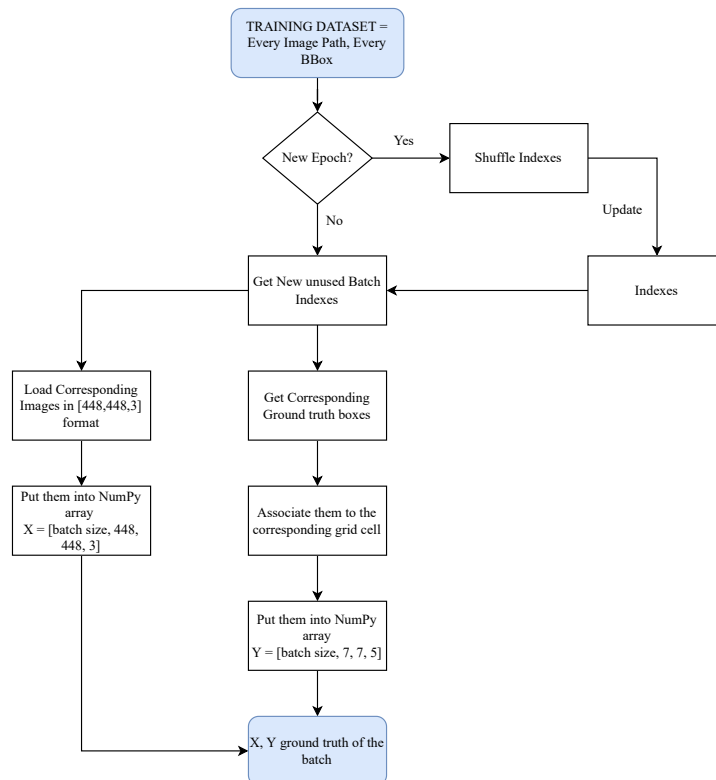 TRAINING DATASET =
Every Image Path, Every
BBox
New Epoch?
Yes
Shuffle Indexes
No
Update
Get New unused Batch
Indexes
Indexes
Load Corresponding
Images in [448,448,3]
format
Get Corresponding
Ground truth boxes
Put them into NumPy
array
X = [batch size, 448,
448, 3]
Associate them to the
corresponding grid cell
Put them into NumPy
array
Y = [batch size, 7, 7, 5]
X, Y ground truth of the
batch